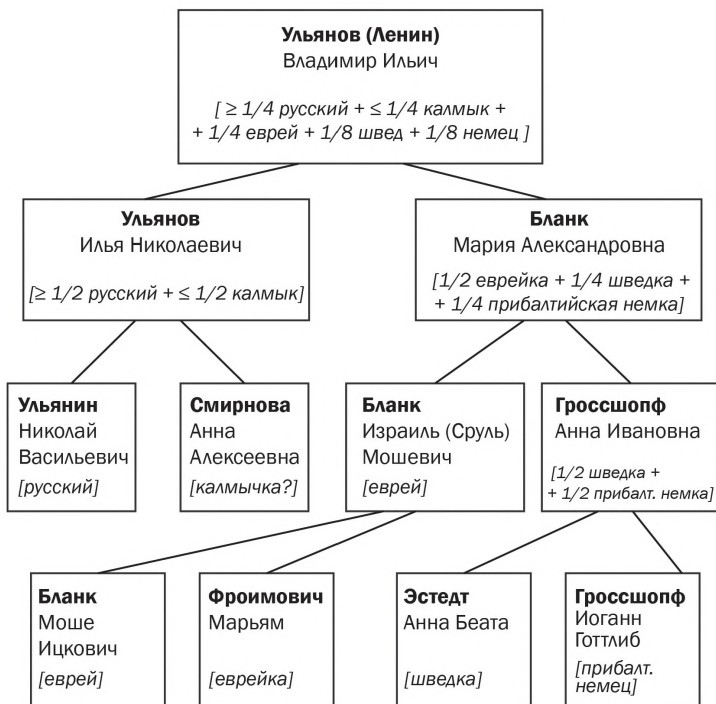 Ульянов (Ленин)
Владимир Ильич
[ ≥ 1/4 русский + ≤ 1/4 калмык +
+ 1/4 еврей + 1/8 швед + 1/8 немец ]
Ульянов
Илья Николаевич
[≥ 1/2 русский + ≤ 1/2 калмык]
Бланк
Мария Александровна
[1/2 еврейка + 1/4 шведка +
+ 1/4 прибалтийская немка]
Ульянин
Николай
Васильевич
[русский]
Смирнова
Анна
Алексеевна
[калмычка?]
Бланк
Израиль (Сруль)
Мошевич
[еврей]
Гроссшопф
Анна Ивановна
[1/2 шведка +
+ 1/2 прибалт. немка]
Бланк
Моше
Ицкович
[еврей]
Фроимович
Марьям
[еврейка]
Эстедт
Анна Беата
[шведка]
Гроссшопф
Иоганн
Готтлиб
[прибалт.
немец]